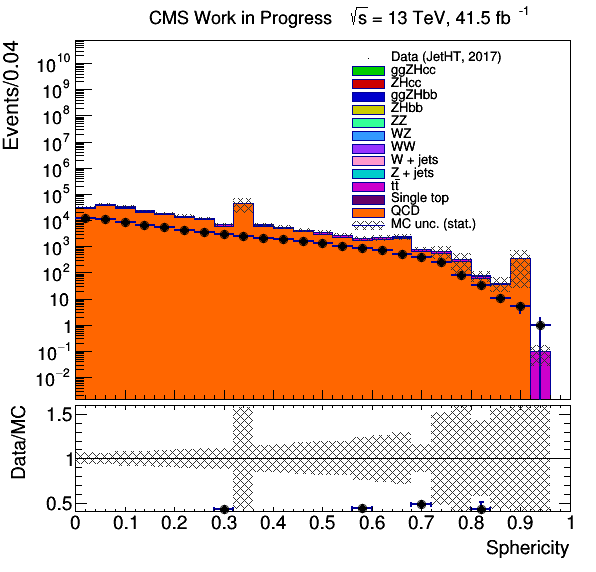 CMS Work in Progress √s = 13 TeV, 41.5 fb⁻¹
Events/0.04
10¹⁰
10⁹
10⁸
10⁷
10⁶
10⁵
10⁴
10³
10²
10
1
10⁻¹
10⁻²
Data (JetHT, 2017)
ggZHcc
ZHcc
ggZHbb
ZHbb
ZZ
WZ
WW
W + jets
Z + jets
tt̄
Single top
QCD
MC unc. (stat.)
Data/MC
1.5
1
0.5
0 0.1 0.2 0.3 0.4 0.5 0.6 0.7 0.8 0.9 1
Sphericity